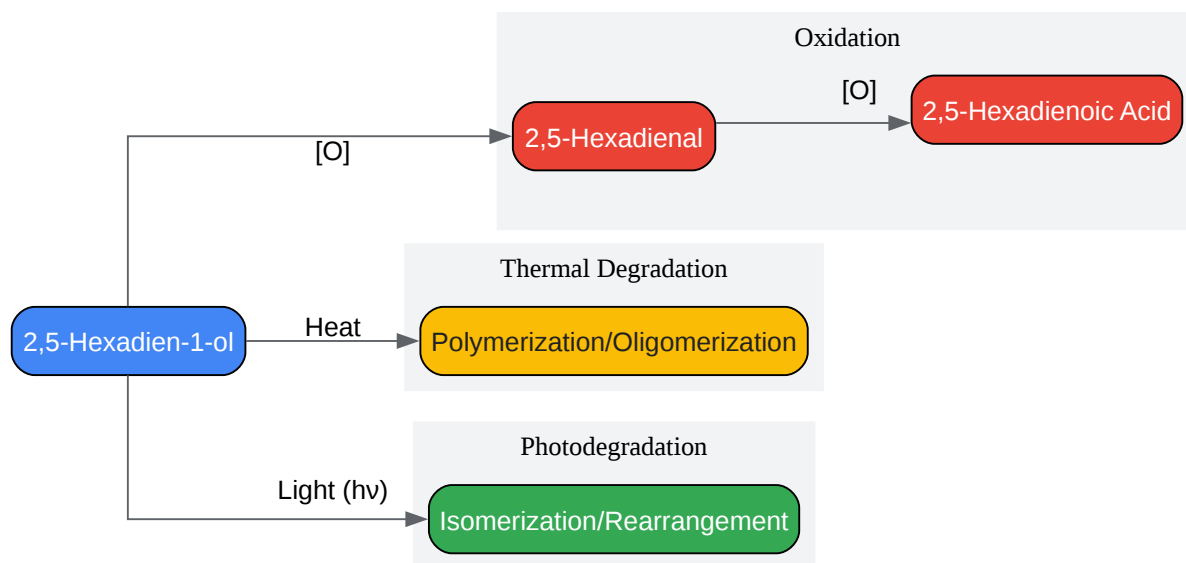 Oxidation
[O]
2,5-Hexadienoic Acid
2,5-Hexadienal
[O]
Thermal Degradation
2,5-Hexadien-1-ol
Heat
Polymerization/Oligomerization
Photodegradation
Light (hν)
Isomerization/Rearrangement